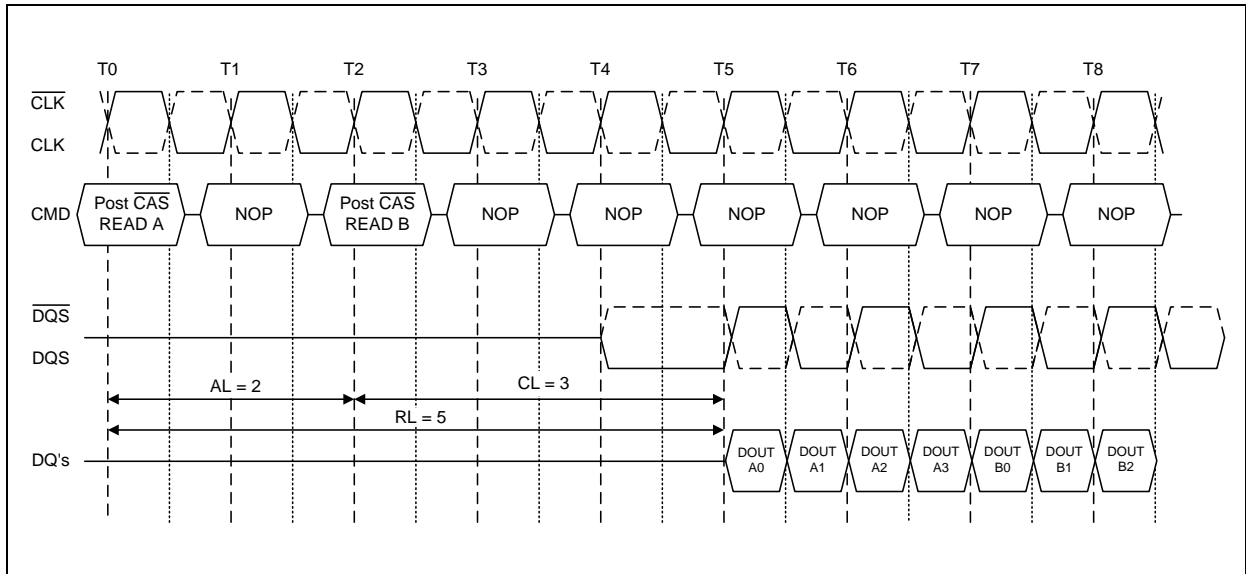 T0 T1 T2 T3 T4 T5 T6 T7 T8
CLK
CLK
CMD
Post CAS
READ A
NOP
Post CAS
READ B
NOP
NOP
NOP
NOP
NOP
NOP
DQS
DQS
AL = 2
CL = 3
RL = 5
DQ's
DOUT
A0
DOUT
A1
DOUT
A2
DOUT
A3
DOUT
B0
DOUT
B1
DOUT
B2